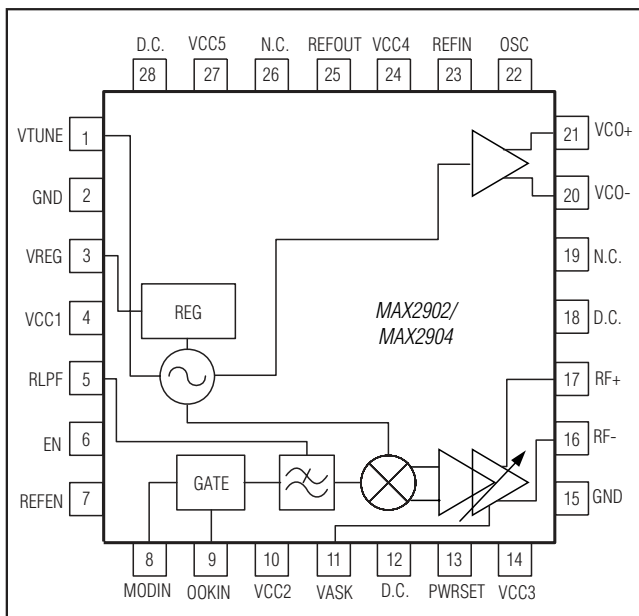 D.C. VCC5 N.C. REFOUT VCC4 REFIN OSC
28 27 26 25 24 23 22
VTUNE 1
GND 2
VREG 3
VCC1 4
RLPF 5
EN 6
REFEN 7
21 VCO+
20 VCO-
19 N.C.
18 D.C.
17 RF+
16 RF-
15 GND
REG
MAX2902/
MAX2904
GATE
8 9 10 11 12 13 14
MODIN OOKIN VCC2 VASK D.C. PWRSET VCC3